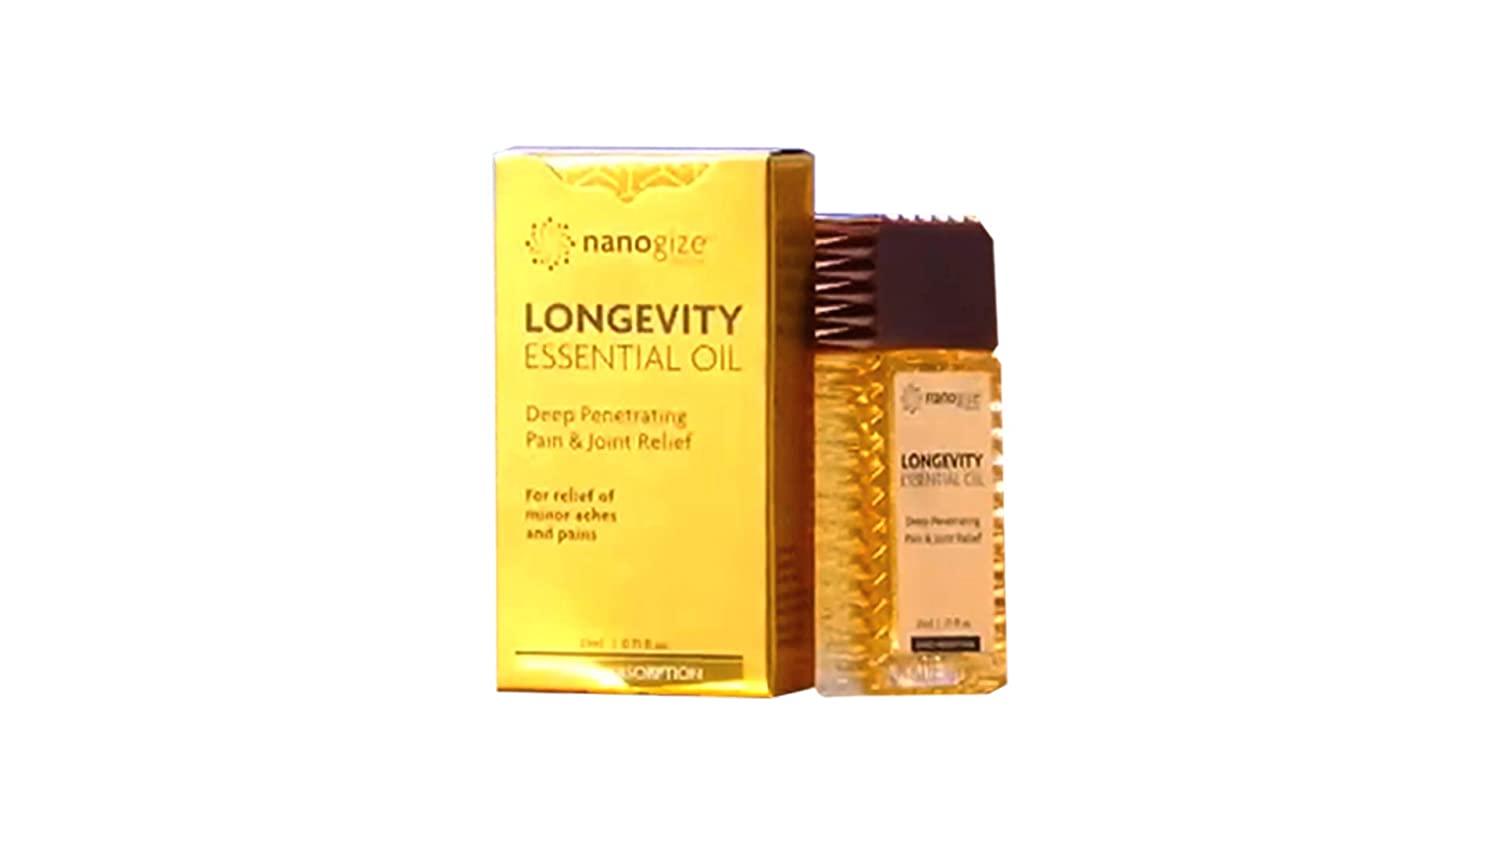 nanogize
LONGEVITY
ESSENTIAL OIL
Deep Penetrating
Pain & Joint Relief
For relief of
minor aches
and pains
nanogize
LONGEVITY
ESSENTIAL OIL
Deep Penetrating
Pain & Joint Relief